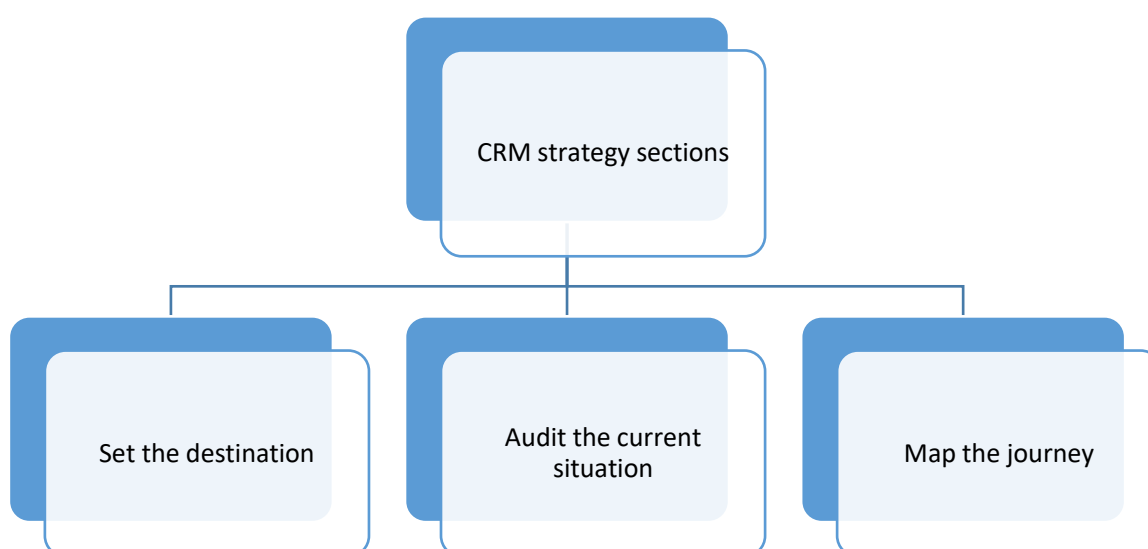 CRM strategy sections
Set the destination
Audit the current
situation
Map the journey